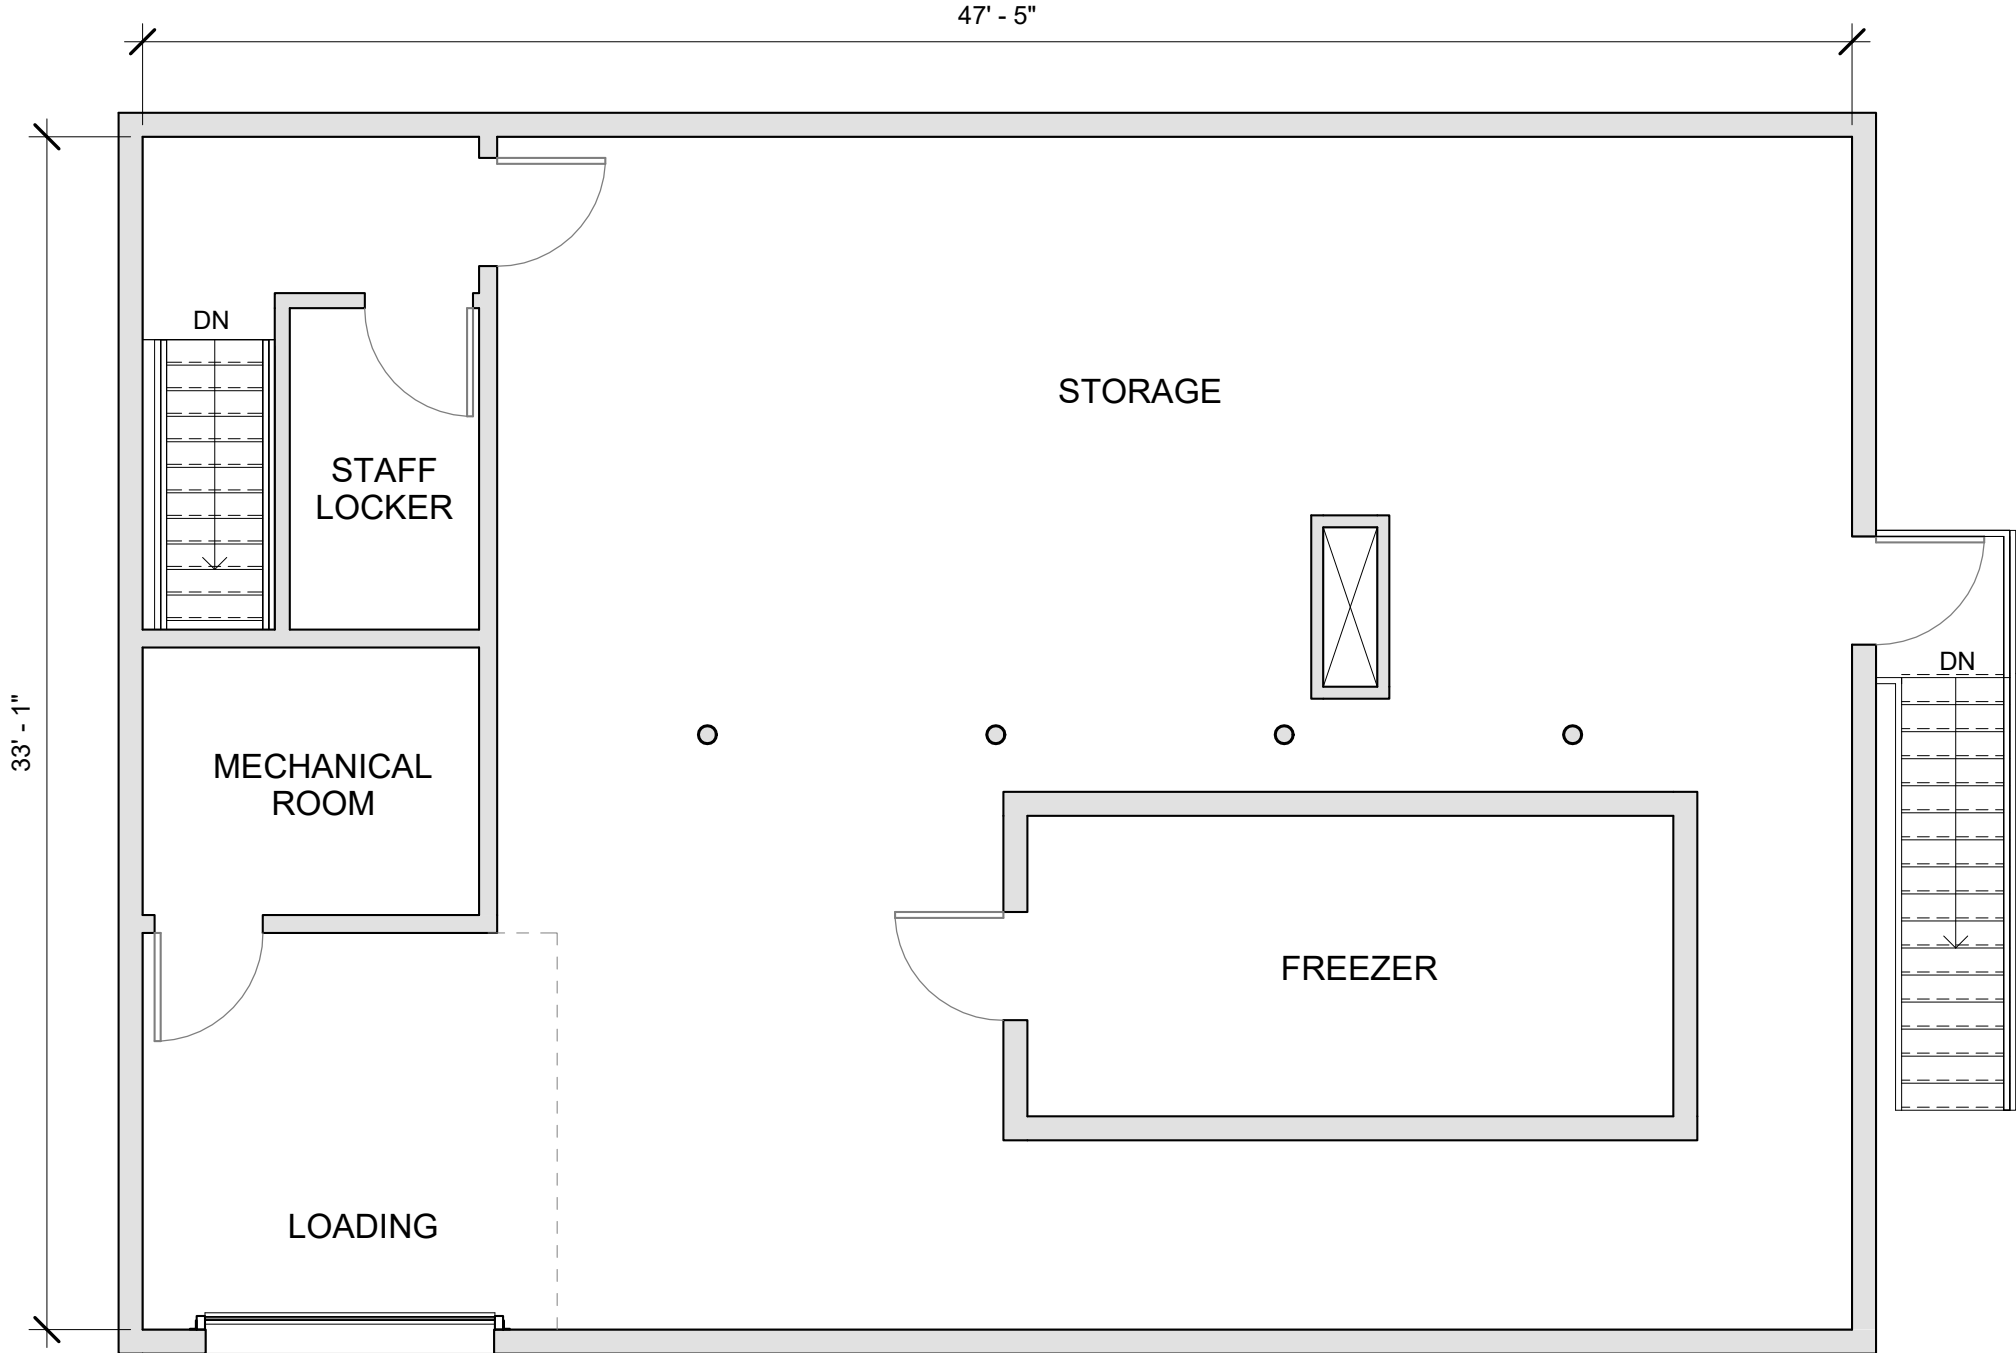 47' - 5"
DN
STORAGE
STAFF
LOCKER
DN
33' - 1"
MECHANICAL
ROOM
FREEZER
LOADING